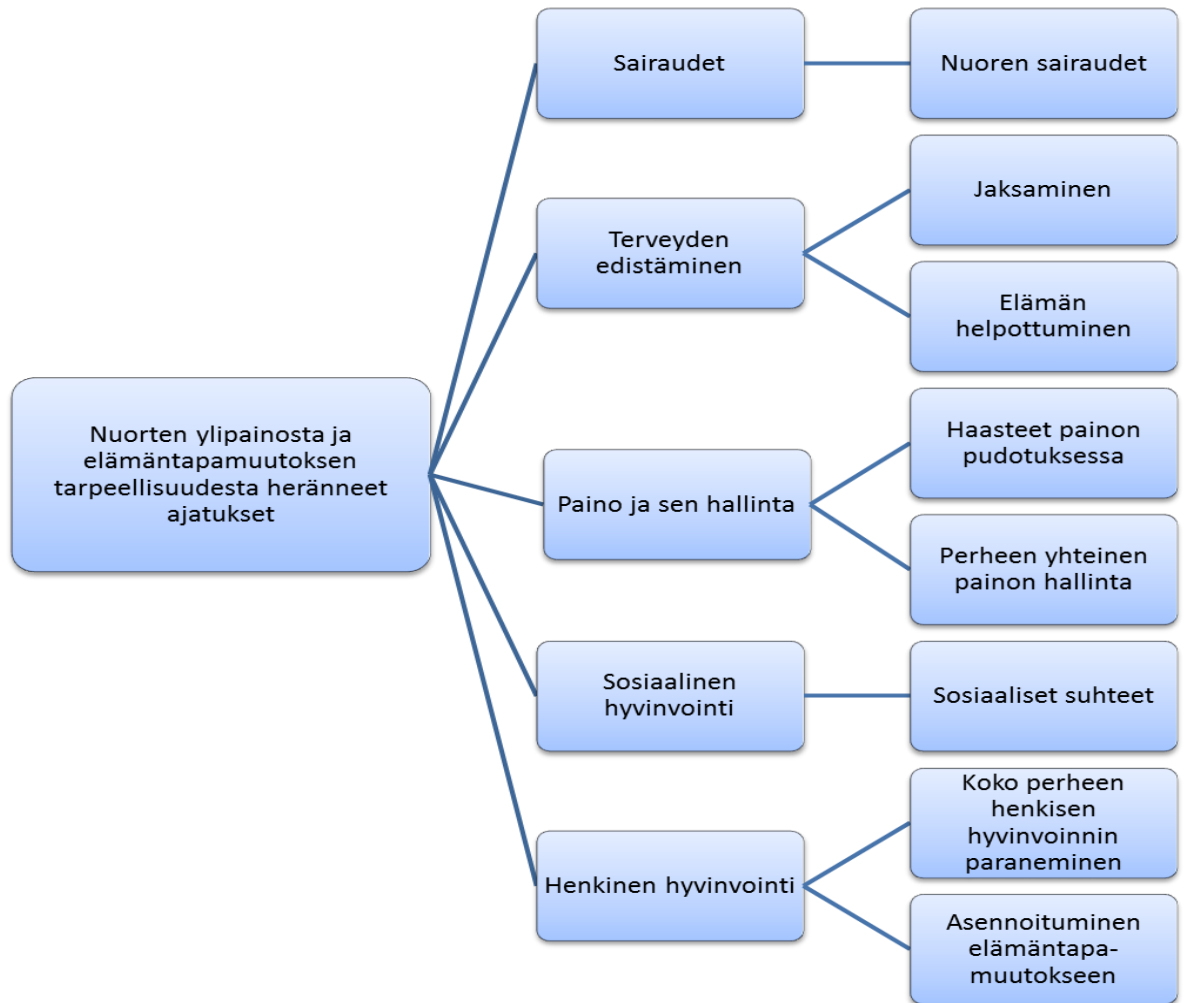 Nuorten ylipainosta ja
elämäntapamuutoksen
tarpeellisuudesta heränneet
ajatukset
Sairaudet
Nuoren sairaudet
Terveyden
edistäminen
Jaksaminen
Elämän
helpottuminen
Paino ja sen hallinta
Haasteet painon
pudotuksessa
Perheen yhteinen
painon hallinta
Sosiaalinen
hyvinvointi
Sosiaaliset suhteet
Henkinen hyvinvointi
Koko perheen
henkisen
hyvinvoinnin
paraneminen
Asennoituminen
elämäntapa-
muutokseen